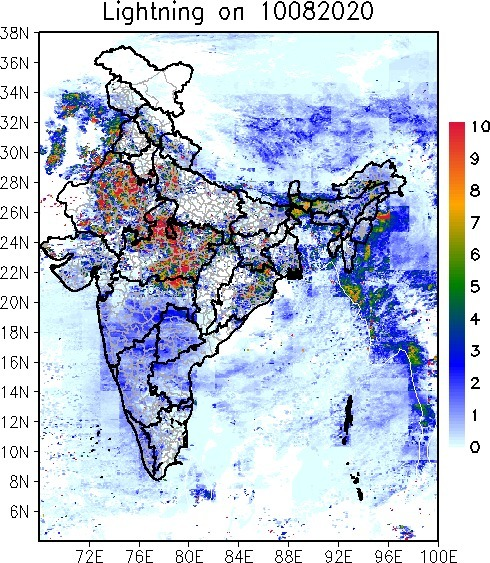 Lightning on 10082020
38N
36N
34N
32N
30N
28N
26N
24N
22N
20N
18N
16N
14N
12N
10N
8N
6N
72E 76E 80E 84E 88E 92E 96E 100E
10
9
8
7
6
5
4
3
2
1
0